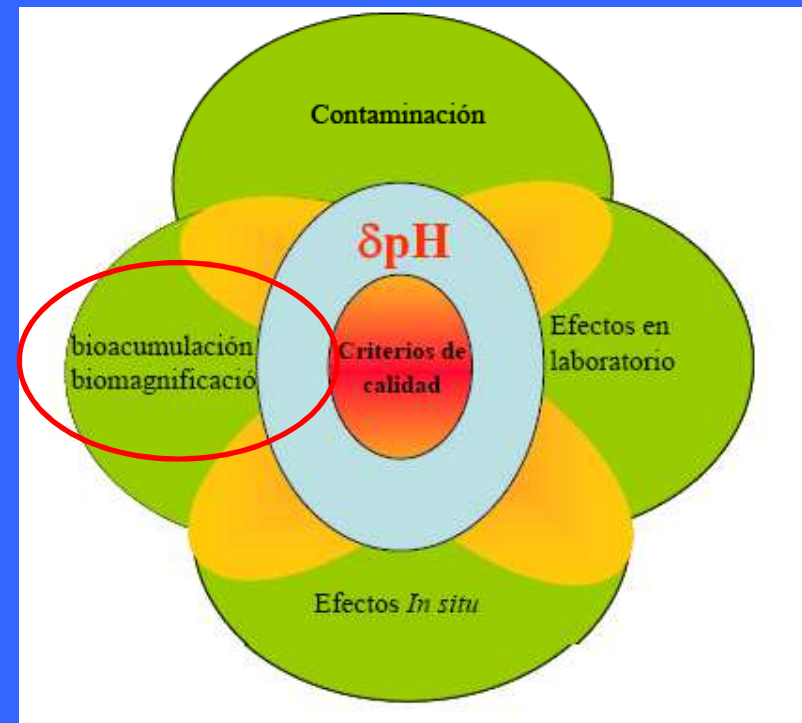 Contaminación
δpH
bioacumulación
biomagnificació
Criterios de
calidad
Efectos en
laboratorio
Efectos In situ